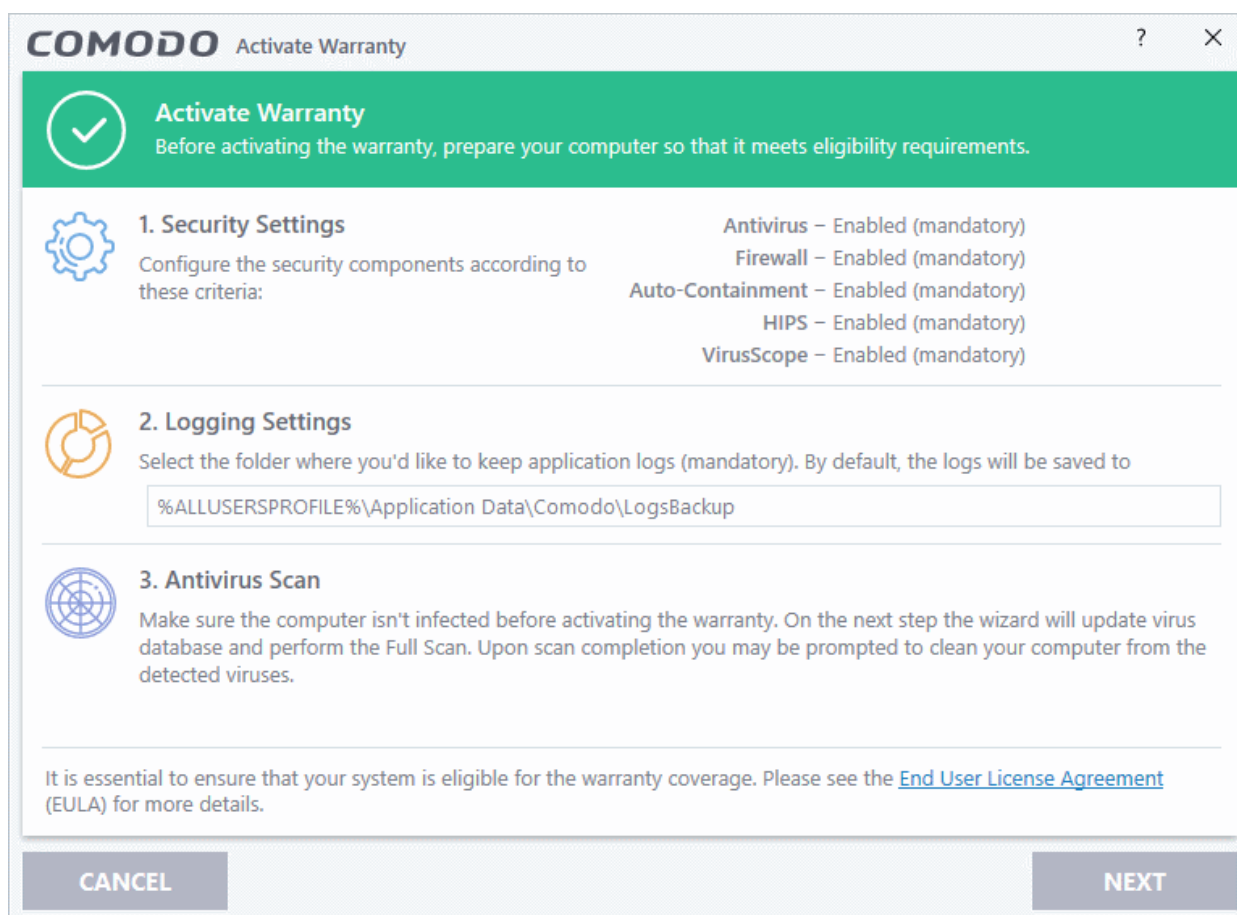 COMODO Activate Warranty
?
Activate Warranty
Before activating the warranty, prepare your computer so that it meets eligibility requirements.
1. Security Settings
Configure the security components according to
these criteria:
Antivirus – Enabled (mandatory)
Firewall – Enabled (mandatory)
Auto-Containment – Enabled (mandatory)
HIPS – Enabled (mandatory)
VirusScope – Enabled (mandatory)
2. Logging Settings
Select the folder where you'd like to keep application logs (mandatory). By default, the logs will be saved to
%ALLUSERSPROFILE%\Application Data\Comodo\LogsBackup
3. Antivirus Scan
Make sure the computer isn't infected before activating the warranty. On the next step the wizard will update virus
database and perform the Full Scan. Upon scan completion you may be prompted to clean your computer from the
detected viruses.
It is essential to ensure that your system is eligible for the warranty coverage. Please see the End User License Agreement
(EULA) for more details.
CANCEL
NEXT